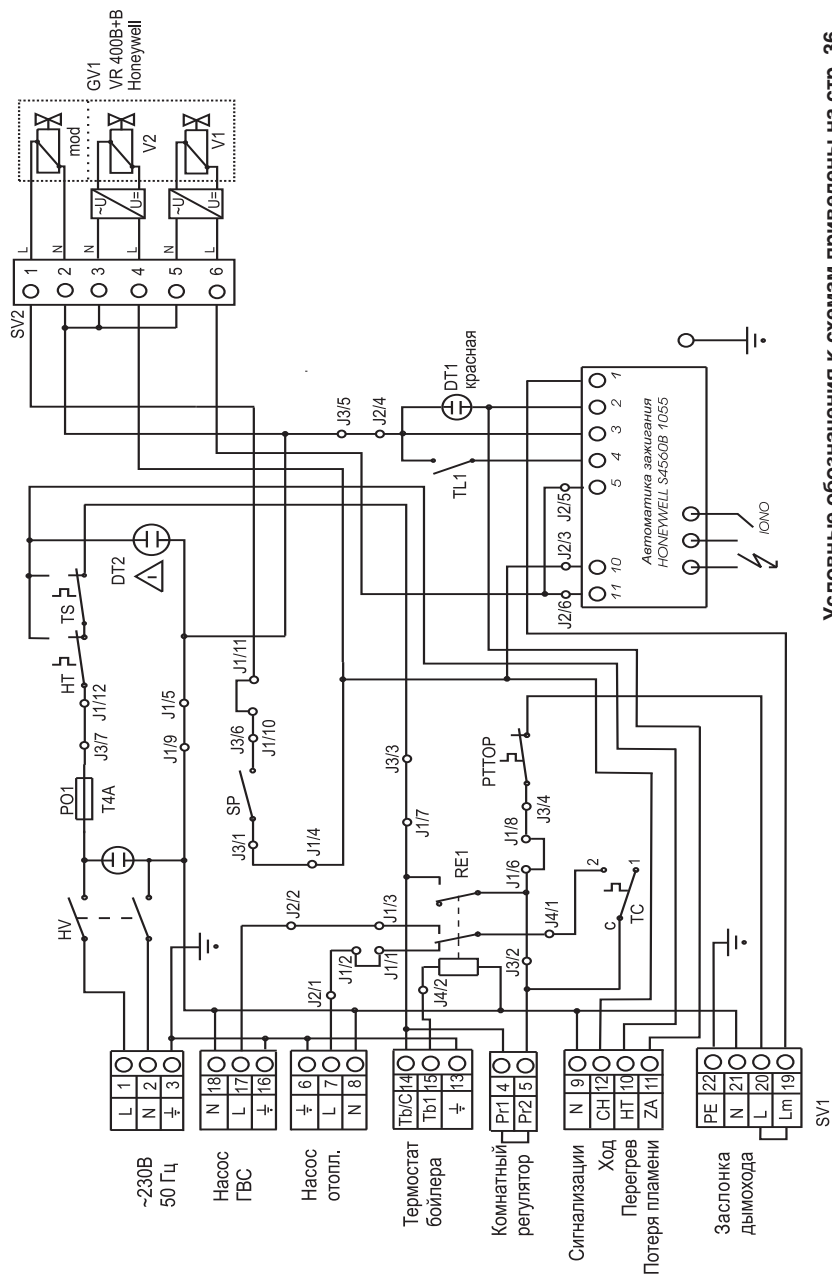 GV1
VR 400B+B
Honeywell
mod
V2
V1
~U
U=
~U
U=
L
N
N
L
N
L
SV2
1
2
3
4
5
6
HV
PO1
T4A
J3/7
J1/12
HT
TS
DT2
J1/9
J1/5
J3/1
SP
J3/6
J1/10
J1/11
J1/4
J3/5
J2/4
TL1
DT1
красная
J2/2
J1/3
J2/1
J1/2
J1/1
J4/2
RE1
J1/7
J3/3
J4/1
J3/2
J1/6
J1/8
J3/4
PTTOP
2
1
C
TC
J2/6
J2/3
J2/5
11
10
5
4
3
2
1
Автоматика зажигания
HONEYWELL S4560B 1055
IONO
~230В
50 Гц
L 1
N 2
3
Насос
ГВС
N 18
L 17
16
Насос
отопл.
6
L 7
N 8
Термостат
бойлера
Tb/C 14
Tb1 15
13
Комнатный
регулятор
Pr1 4
Pr2 5
Сигнализации
N 9
Ход
CH 12
Перегрев
HT 10
Потеря пламени
ZA 11
Заслонка
дымохода
PE 22
N 21
L 20
Lm 19
SV1
Условные обозначения к схемам приведены на стр. 36